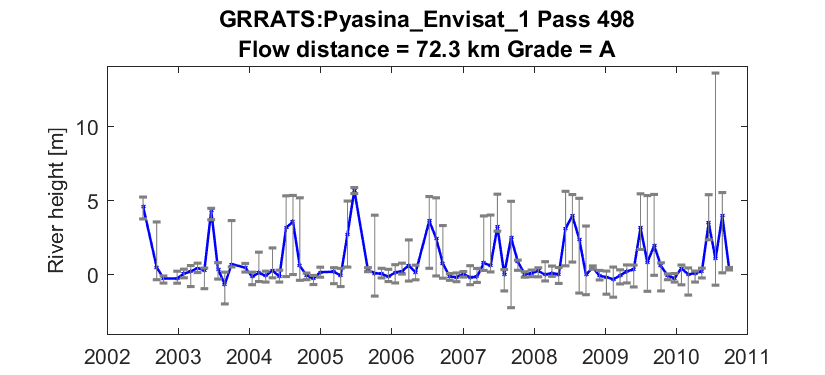 GRRATS:Pyasina_Envisat_1 Pass 498
Flow distance = 72.3 km Grade = A
River height [m]
10
5
0
2002 2003 2004 2005 2006 2007 2008 2009 2010 2011